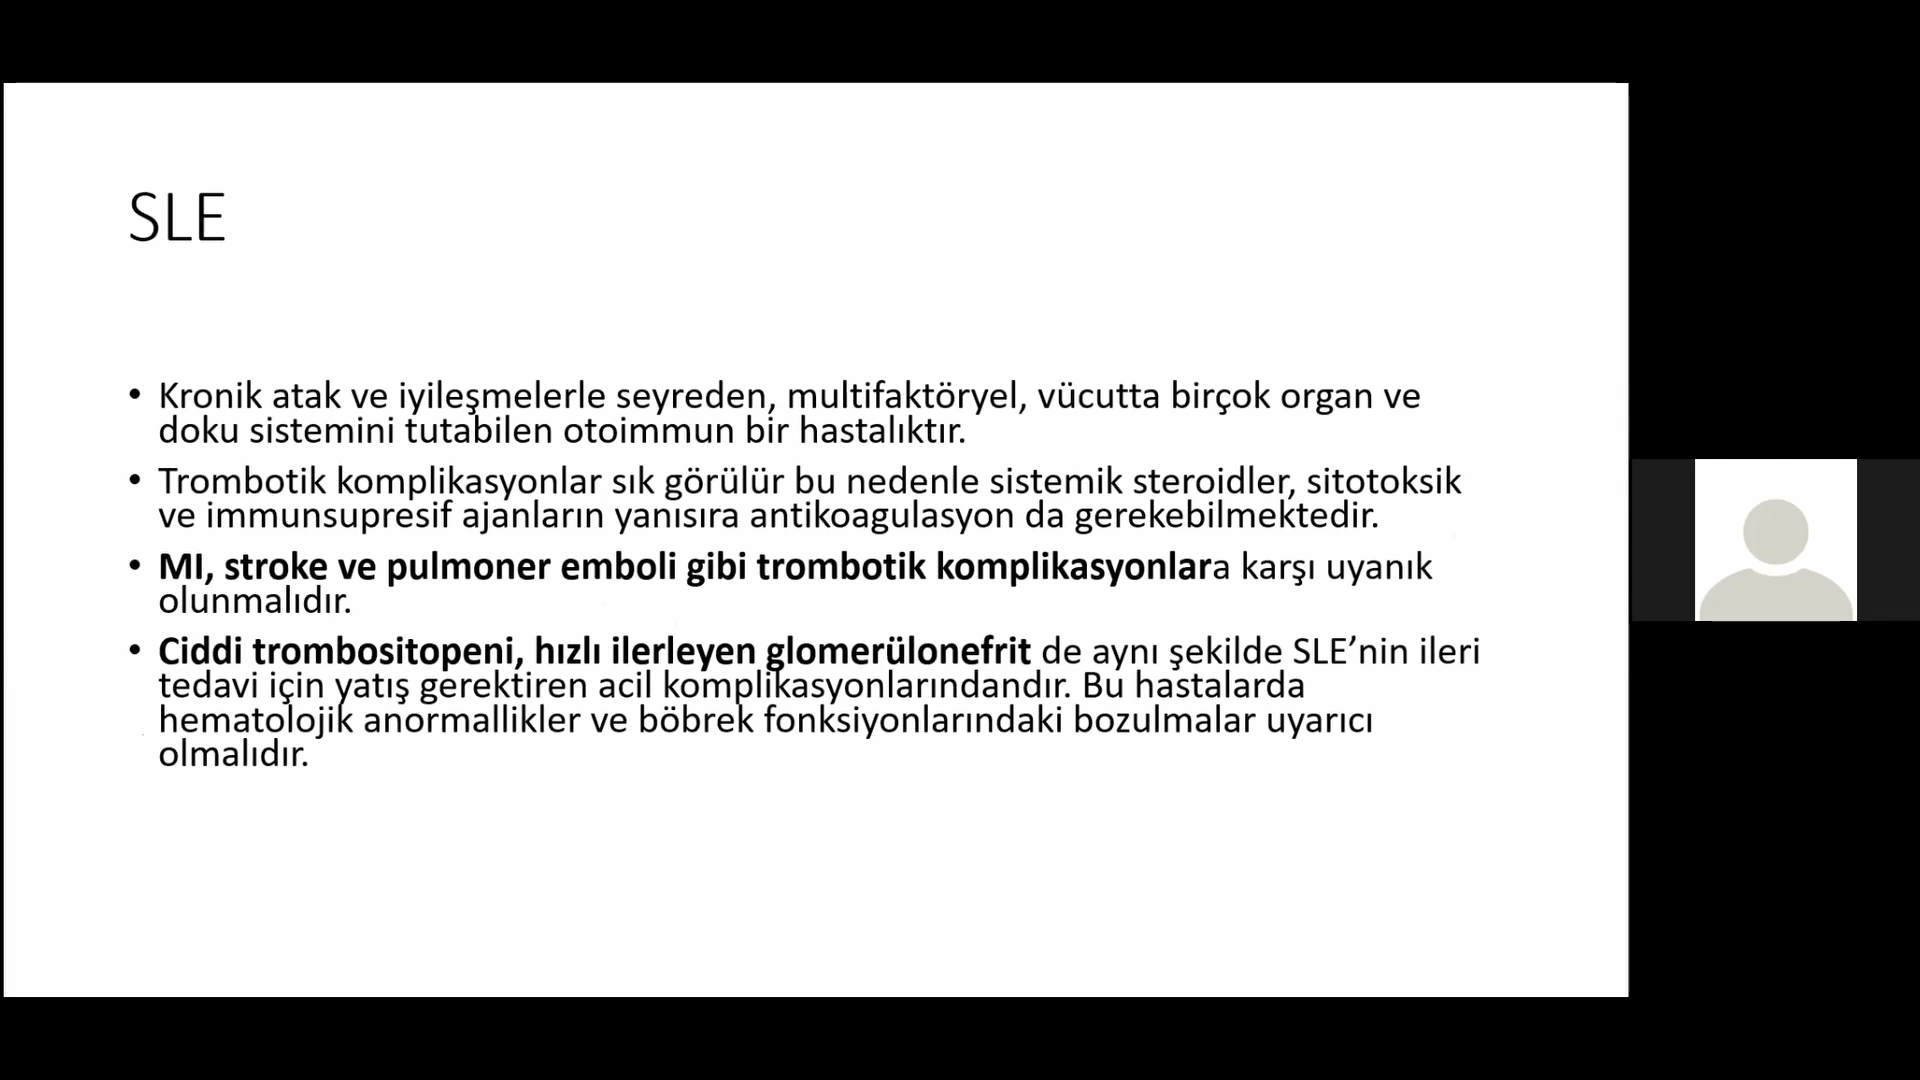 SLE
• Kronik atak ve iyileşmelerle seyreden, multifaktöryel, vücutta birçok organ ve
doku sistemini tutabilen otoimmun bir hastalıktır.
• Trombotik komplikasyonlar sık görülür bu nedenle sistemik steroidler, sitotoksik
ve immunsupresif ajanların yanısıra antikoagulasyon da gerekebilmektedir.
• MI, stroke ve pulmoner emboli gibi trombotik komplikasyonlara karşı uyanık
olunmalıdır.
• Ciddi trombositopeni, hızlı ilerleyen glomerülonefrit de aynı şekilde SLE’nin ileri
tedavi için yatış gerektiren acil komplikasyonlarındandır. Bu hastalarda
hematolojik anormallikler ve böbrek fonksiyonlarındaki bozulmalar uyarıcı
olmalıdır.